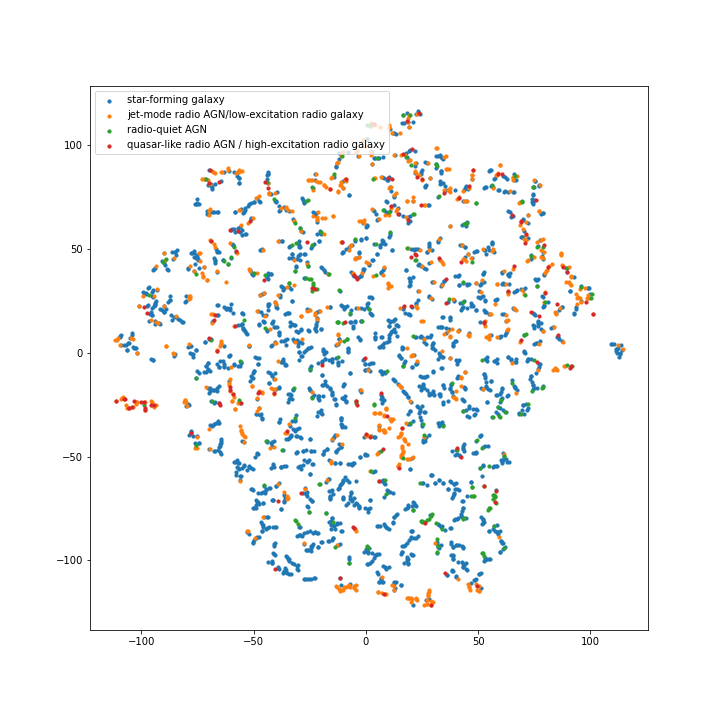 star-forming galaxy
jet-mode radio AGN/low-excitation radio galaxy
radio-quiet AGN
quasar-like radio AGN / high-excitation radio galaxy
100
50
0
−50
−100
−100
−50
0
50
100